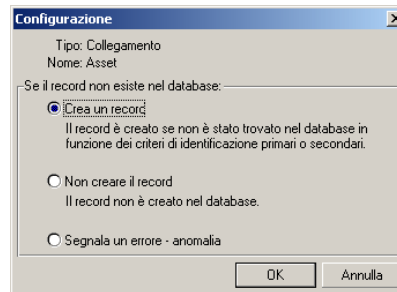 Configurazione
Tipo: Collegamento
Nome: Asset
Se il record non esiste nel database:
Crea un record
Il record è creato se non è stato trovato nel database in
funzione dei criteri di identificazione primari o secondari.
Non creare il record
Il record non è creato nel database.
Segnala un errore - anomalia
OK Annulla